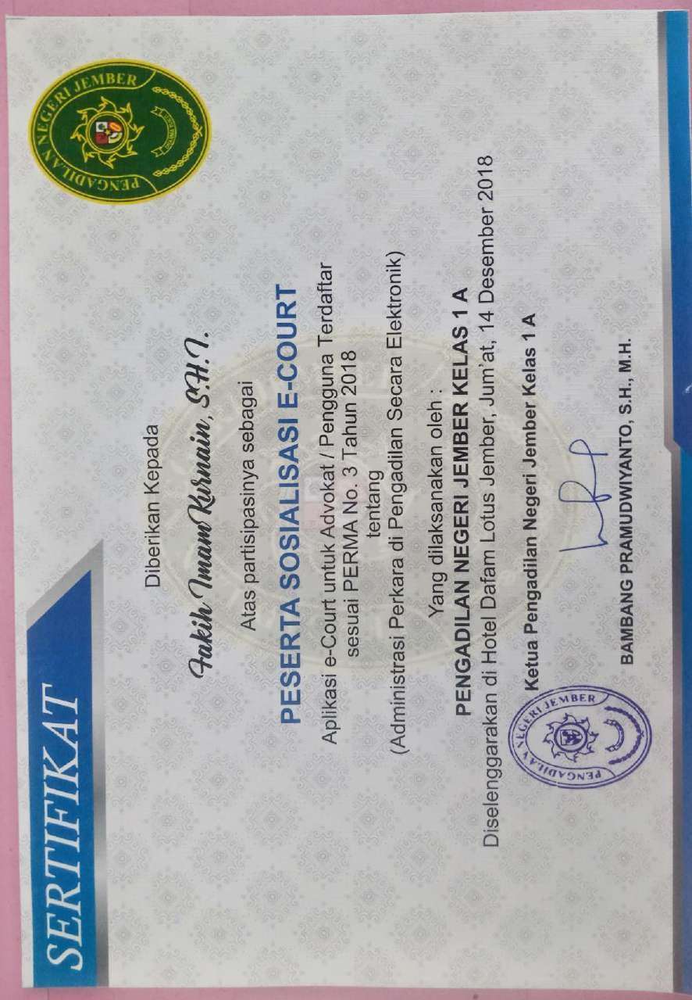 SERTIFIKAT
PENGADILAN NEGERI JEMBER
Diberikan Kepada
Fakih Imam Kurnain, S.H.I.
Atas partisipasinya sebagai
PESERTA SOSIALISASI E-COURT
Aplikasi e-Court untuk Advokat / Pengguna Terdaftar
sesuai PERMA No. 3 Tahun 2018
tentang
(Administrasi Perkara di Pengadilan Secara Elektronik)
Yang dilaksanakan oleh :
PENGADILAN NEGERI JEMBER KELAS 1 A
Diselenggarakan di Hotel Dafam Lotus Jember, Jum'at, 14 Desember 2018
Ketua Pengadilan Negeri Jember Kelas 1 A
PENGADILAN NEGERI JEMBER
BAMBANG PRAMUDWIYANTO, S.H., M.H.